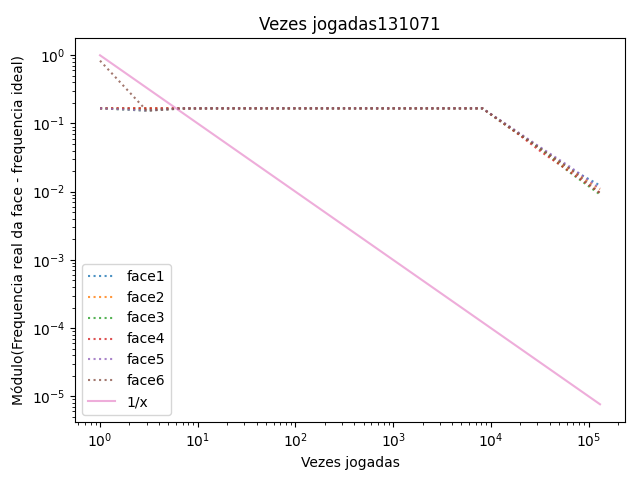 Vezes jogadas131071
Módulo(Frequencia real da face - frequencia ideal)
10^0
10^-1
10^-2
10^-3
10^-4
10^-5
face1
face2
face3
face4
face5
face6
1/x
10^0
10^1
10^2
10^3
10^4
10^5
Vezes jogadas